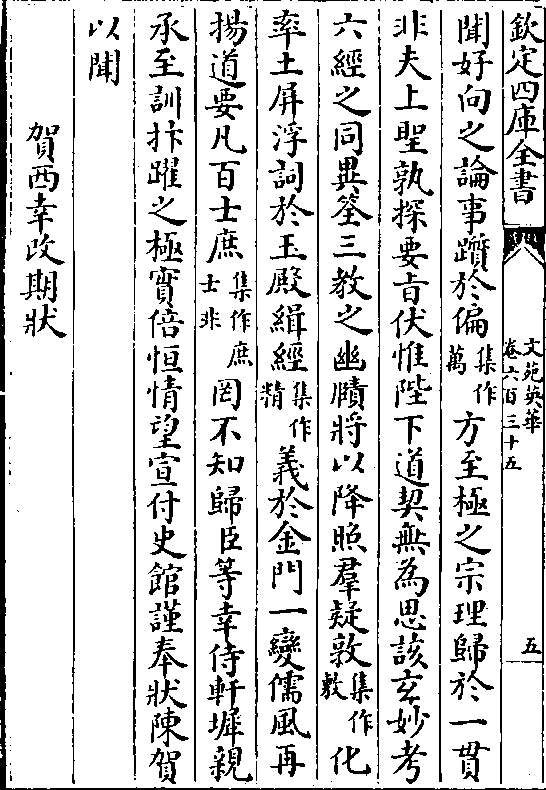 欽定四庫全書
文苑英華
卷六百三十五
五
聞好向之論事躓於偏集作萬方至極之宗理歸於一貫
非夫上聖孰探要㫖伏惟陛下道契無為思該𤣥妙考
六經之同異筌三教之幽賾將以降照羣疑敦集作敷化
率土屏浮詞於玉殿緝經集作精義於金門一變儒風再
揚道要凡百士庶集作庶士非罔不知歸臣等幸侍軒墀親
承至訓抃躍之極實倍恒情望宣付史館謹奉狀陳賀
以聞
賀西幸改期狀